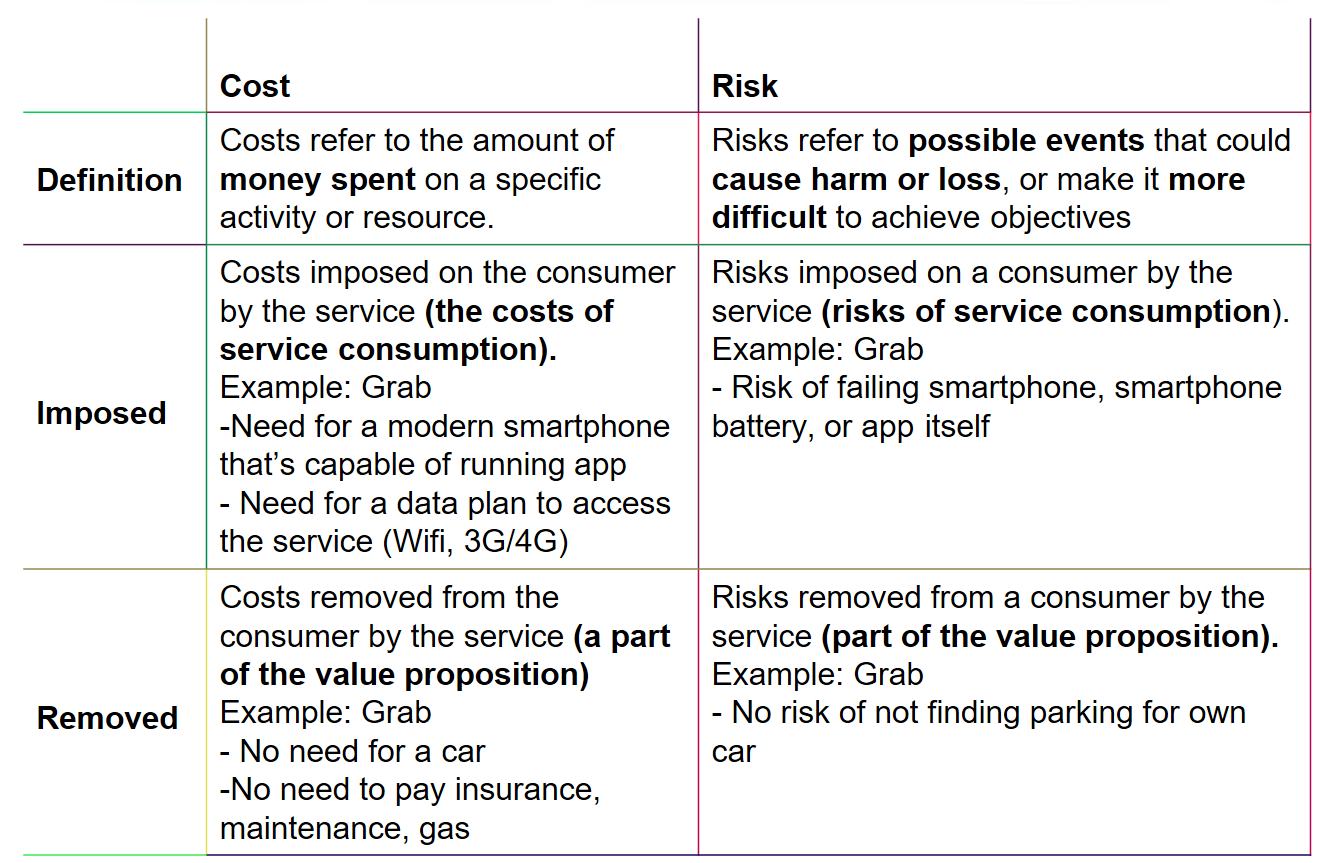 Cost
Risk
Definition
Costs refer to the amount of
money spent on a specific
activity or resource.
Risks refer to possible events that could
cause harm or loss, or make it more
difficult to achieve objectives
Imposed
Costs imposed on the consumer
by the service (the costs of
service consumption).
Example: Grab
-Need for a modern smartphone
that’s capable of running app
- Need for a data plan to access
the service (Wifi, 3G/4G)
Risks imposed on a consumer by the
service (risks of service consumption).
Example: Grab
- Risk of failing smartphone, smartphone
battery, or app itself
Removed
Costs removed from the
consumer by the service (a part
of the value proposition)
Example: Grab
- No need for a car
-No need to pay insurance,
maintenance, gas
Risks removed from a consumer by the
service (part of the value proposition).
Example: Grab
- No risk of not finding parking for own
car